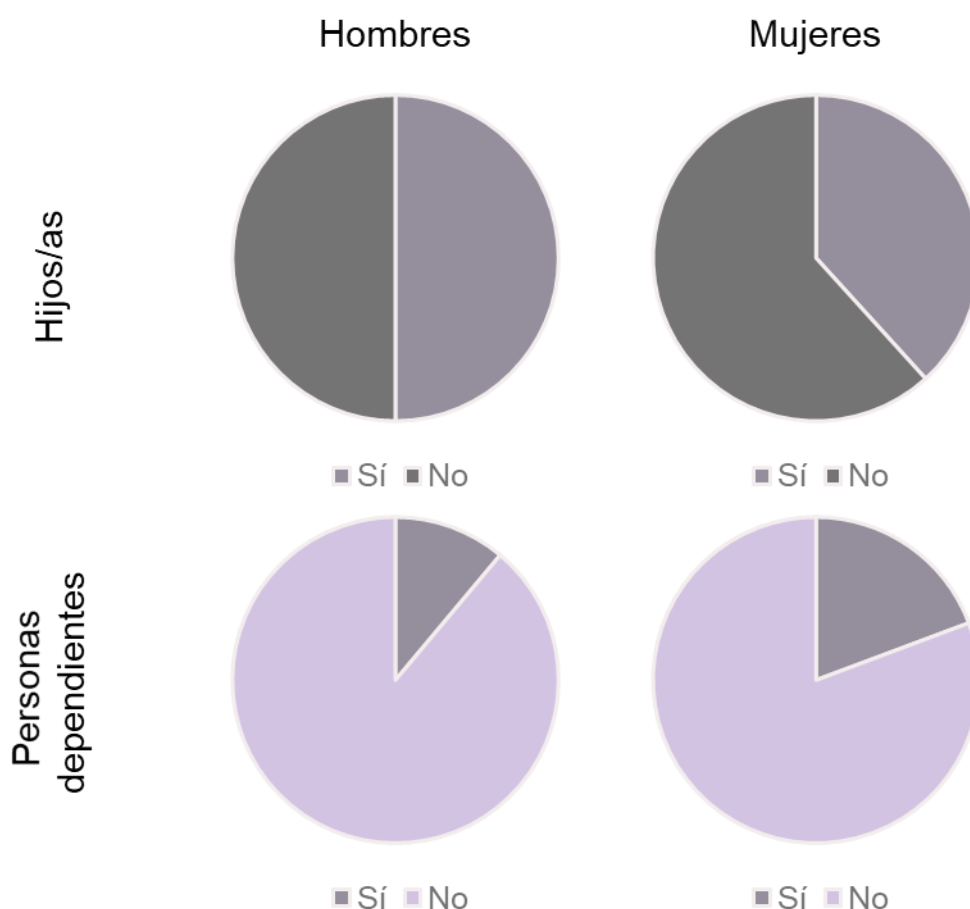 Hombres
Mujeres
Hijos/as
Sí No
Sí No
Personas
dependientes
Sí No
Sí No